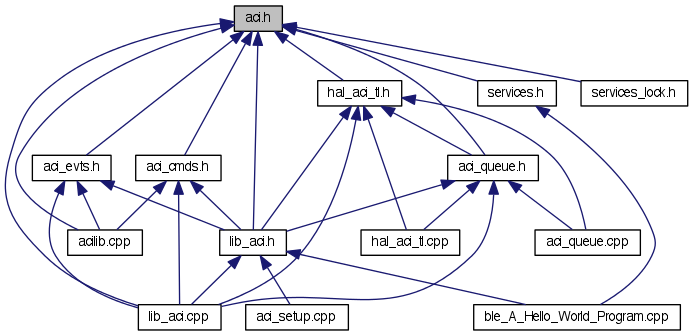 aci.h
hal_aci_tl.h
services.h
services_lock.h
aci_evts.h
aci_cmds.h
aci_queue.h
acilib.cpp
lib_aci.h
hal_aci_tl.cpp
aci_queue.cpp
lib_aci.cpp
aci_setup.cpp
ble_A_Hello_World_Program.cpp